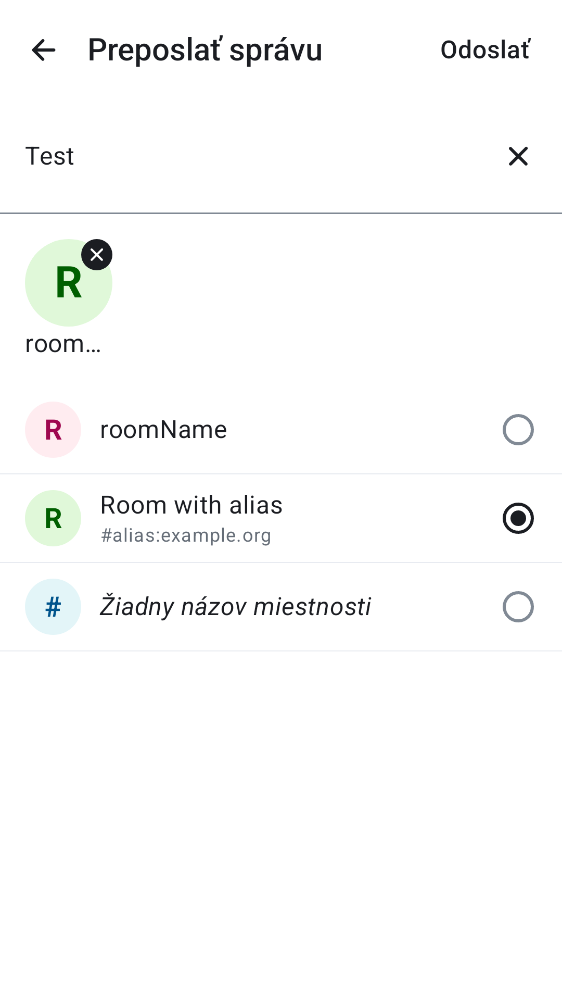 Preposlať správu
Odoslať
Test
R
room…
R
roomName
R
Room with alias
#alias:example.org
#
Žiadny názov miestnosti